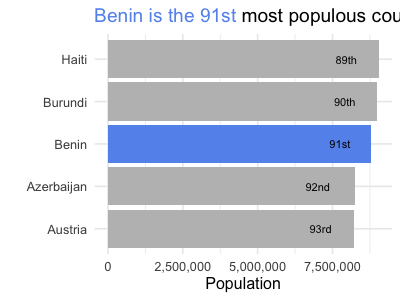 Benin is the 91st most populous cou
Haiti 89th
Burundi 90th
Benin 91st
Azerbaijan 92nd
Austria 93rd
0 2,500,000 5,000,000 7,500,000
Population